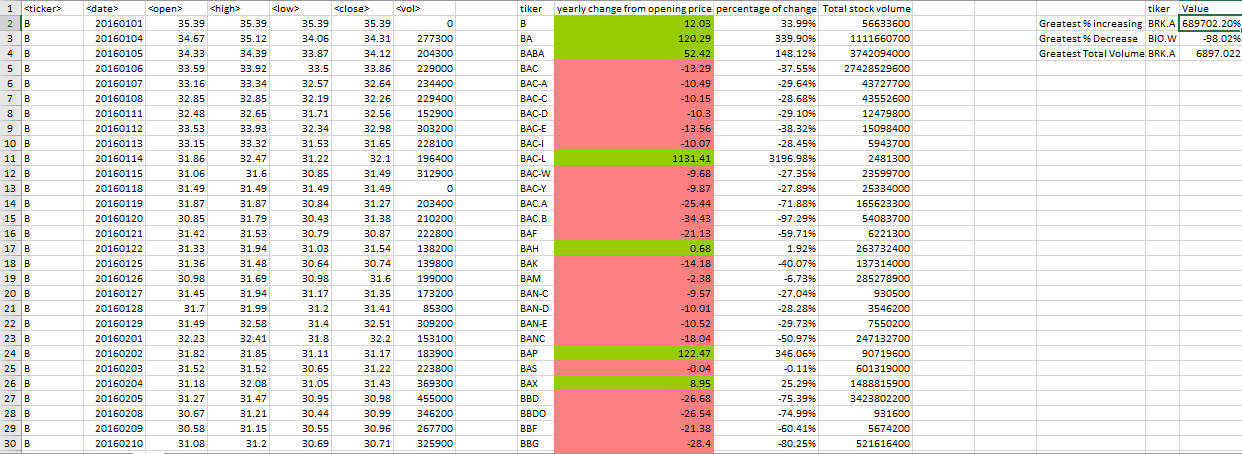 1 <ticker> <date> <open> <high> <low> <close> <vol> tiker yearly change from opening price percentage of change Total stock volume tiker Value
2 B 20160101 35.39 35.39 35.39 35.39 0 B 12.03 33.99% 56633600 Greatest % increasing BRK.A 689702.20%
3 B 20160104 34.67 35.12 34.06 34.31 277300 BA 120.29 339.90% 1111660700 Greatest % Decrease BIO.W -98.02%
4 B 20160105 34.33 34.39 33.87 34.12 204300 BABA 52.42 148.12% 3742094000 Greatest Total Volume BRK.A 6897.022
5 B 20160106 33.59 33.92 33.5 33.86 229000 BAC -13.29 -37.55% 27428529600
6 B 20160107 33.16 33.34 32.57 32.64 234400 BAC-A -10.49 -29.64% 43727700
7 B 20160108 32.85 32.85 32.19 32.26 229400 BAC-C -10.15 -28.68% 43552600
8 B 20160111 32.48 32.65 31.71 32.56 152900 BAC-D -10.3 -29.10% 12479800
9 B 20160112 33.53 33.93 32.34 32.98 303200 BAC-E -13.56 -38.32% 15098400
10 B 20160113 33.15 33.32 31.53 31.65 228100 BAC-I -10.07 -28.45% 5943700
11 B 20160114 31.86 32.47 31.22 32.1 196400 BAC-L 1131.41 3196.98% 2481300
12 B 20160115 31.06 31.6 30.85 31.49 312900 BAC-W -9.68 -27.35% 23599700
13 B 20160118 31.49 31.49 31.49 31.49 0 BAC-Y -9.87 -27.89% 25334000
14 B 20160119 31.87 31.87 30.84 31.27 203400 BAC.A -25.44 -71.88% 165623300
15 B 20160120 30.85 31.79 30.43 31.38 210200 BAC.B -34.43 -97.29% 54083700
16 B 20160121 31.42 31.53 30.79 30.87 222800 BAF -21.13 -59.71% 6221300
17 B 20160122 31.33 31.94 31.03 31.54 138200 BAH 0.68 1.92% 263732400
18 B 20160125 31.36 31.48 30.64 30.74 139800 BAK -14.18 -40.07% 137314000
19 B 20160126 30.98 31.69 30.98 31.6 199000 BAM -2.38 -6.73% 285278900
20 B 20160127 31.45 31.94 31.17 31.35 173200 BAN-C -9.57 -27.04% 930500
21 B 20160128 31.7 31.99 31.2 31.41 85300 BAN-D -10.01 -28.28% 3546200
22 B 20160129 31.49 32.58 31.4 32.51 309200 BAN-E -10.52 -29.73% 7550200
23 B 20160201 32.23 32.41 31.8 32.2 153100 BANC -18.04 -50.97% 247132700
24 B 20160202 31.82 31.85 31.11 31.17 183900 BAP 122.47 346.06% 90719600
25 B 20160203 31.52 31.52 30.65 31.22 223800 BAS -0.04 -0.11% 601319000
26 B 20160204 31.18 32.08 31.05 31.43 369300 BAX 8.95 25.29% 1488815900
27 B 20160205 31.27 31.47 30.95 30.98 455000 BBD -26.68 -75.39% 3423802200
28 B 20160208 30.67 31.21 30.44 30.99 346200 BBDO -26.54 -74.99% 931600
29 B 20160209 30.58 31.15 30.55 30.96 267700 BBF -21.38 -60.41% 5674200
30 B 20160210 31.08 31.2 30.69 30.71 325900 BBG -28.4 -80.25% 521616400